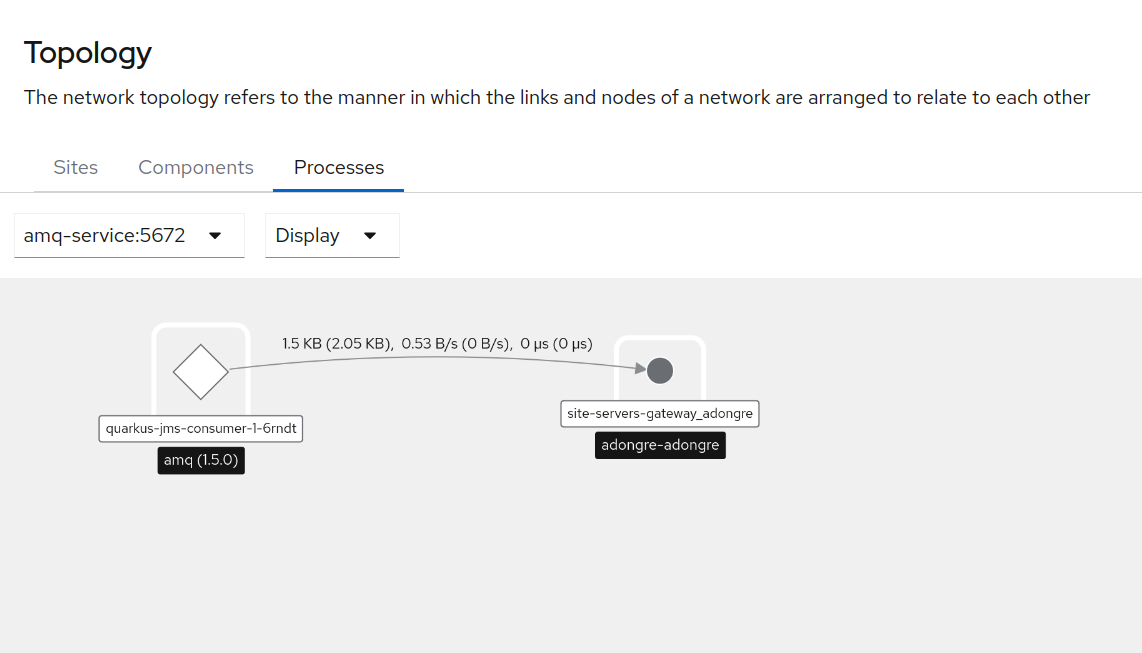 Topology
The network topology refers to the manner in which the links and nodes of a network are arranged to relate to each other
Sites Components Processes
amq-service:5672 Display
1.5 KB (2.05 KB), 0.53 B/s (0 B/s), 0 µs (0 µs)
quarkus-jms-consumer-1-6rndt
amq (1.5.0)
site-servers-gateway_adongre
adongre-adongre